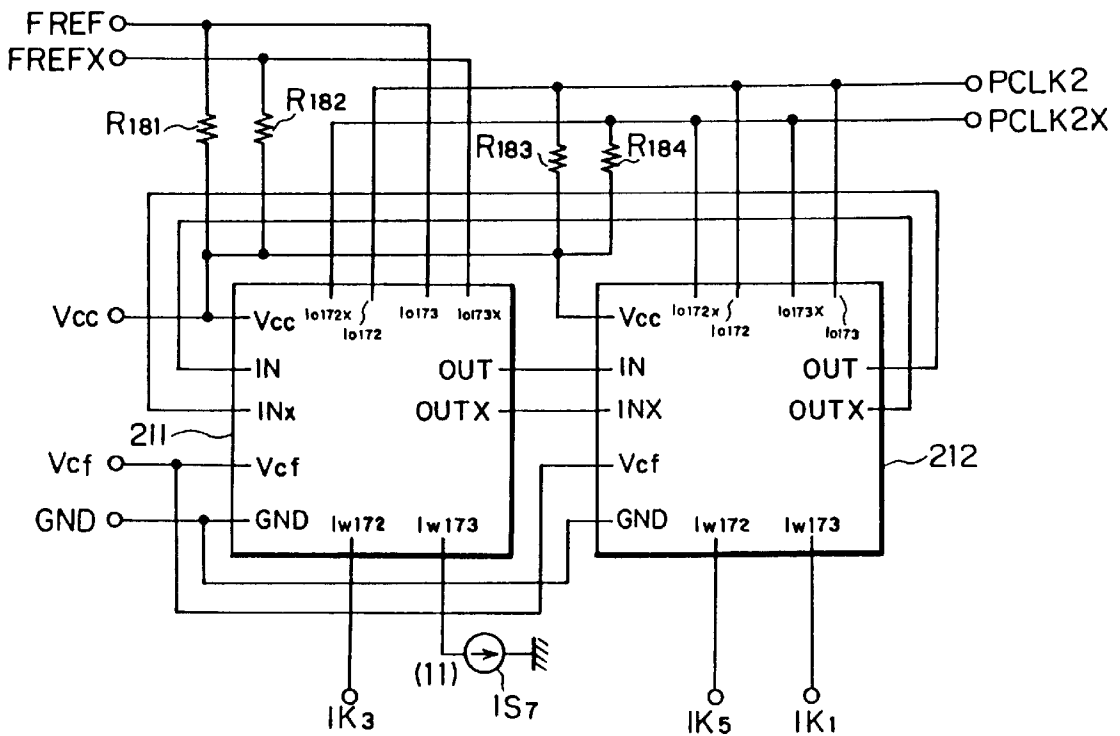 FREF
FREFX
R181
R182
PCLK2
PCLK2X
R183
R184
Vcc
Vcc
Io172X
Io172
Io173
Io173X
Vcc
Io172X
Io172
Io173X
Io173
IN
OUT
IN
OUT
INx
OUTX
INX
OUTX
211
212
Vcf
Vcf
Vcf
GND
GND
Iw172
Iw173
GND
Iw172
Iw173
(11)
IS7
IK3
IK5
IK1